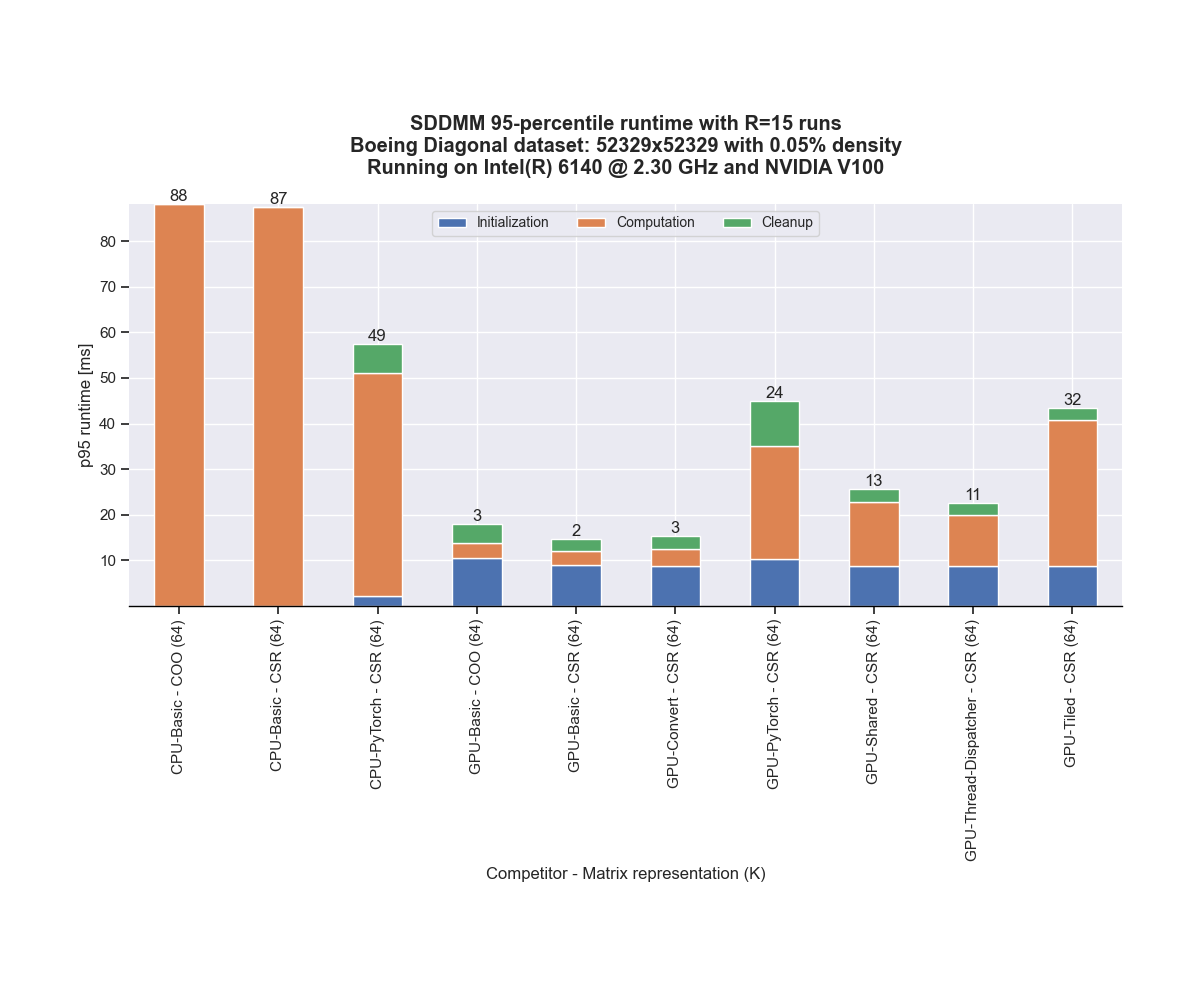 SDDMM 95-percentile runtime with R=15 runs
Boeing Diagonal dataset: 52329x52329 with 0.05% density
Running on Intel(R) 6140 @ 2.30 GHz and NVIDIA V100
88
87
49
3
2
3
24
13
11
32
Initialization
Computation
Cleanup
p95 runtime [ms]
80
70
60
50
40
30
20
10
CPU-Basic - COO (64)
CPU-Basic - CSR (64)
CPU-PyTorch - CSR (64)
GPU-Basic - COO (64)
GPU-Basic - CSR (64)
GPU-Convert - CSR (64)
GPU-PyTorch - CSR (64)
GPU-Shared - CSR (64)
GPU-Thread-Dispatcher - CSR (64)
GPU-Tiled - CSR (64)
Competitor - Matrix representation (K)